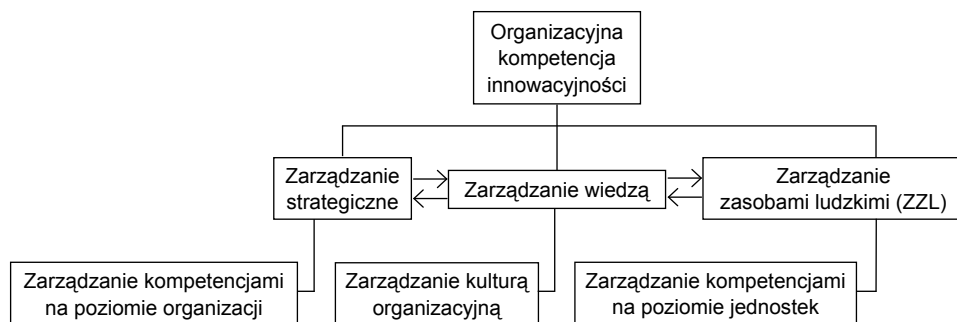 Organizacyjna
kompetencja
innowacyjności
Zarządzanie
strategiczne
Zarządzanie wiedzą
Zarządzanie
zasobami ludzkimi (ZZL)
Zarządzanie kompetencjami
na poziomie organizacji
Zarządzanie kulturą
organizacyjną
Zarządzanie kompetencjami
na poziomie jednostek